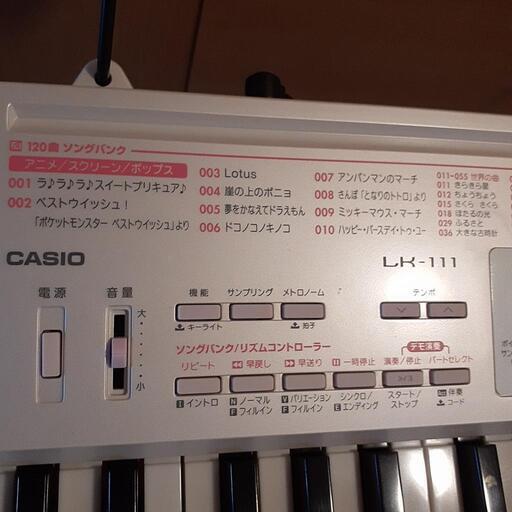 120曲 ソングバンク
アニメ／スクリーン／ポップス
001 ラ♪ラ♪ラ♪スイートプリキュア♪
002 ベストウイッシュ！
「ポケットモンスター ベストウイッシュ」より
003 Lotus
004 崖の上のポニョ
005 夢をかなえてドラえもん
006 ドコノコノキノコ
007 アンパンマンのマーチ
008 さんぽ「となりのトトロ」より
009 ミッキーマウス・マーチ
010 ハッピー・バースデイ・トゥ・ユー
011-055 世界の曲
011 きらきら星
012 ちょうちょう
015 さくら さくら
018 ほたるの光
029 ふるさと
036 大きな古時計
CASIO
LK-111
電源
音量
大
小
機能
サンプリング
メトロノーム
キーライト
拍子
テンポ
ソングバンク/リズムコントローラー
デモ演奏
リピート
早戻し
早送り
一時停止
演奏/停止
パートセレクト
I イントロ
N ノーマル
F フィルイン
V バリエーション
F フィルイン
シンクロ/
E エンディング
スタート/
ストップ
Acc 伴奏
コード